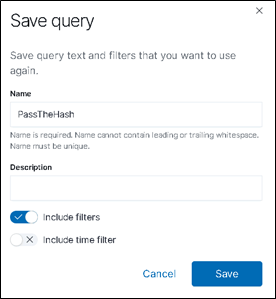 Save query
Save query text and filters that you want to use
again.
Name
PassTheHash
Name is required. Name cannot contain leading or trailing whitespace.
Name must be unique.
Description
Include filters
Include time filter
Cancel
Save